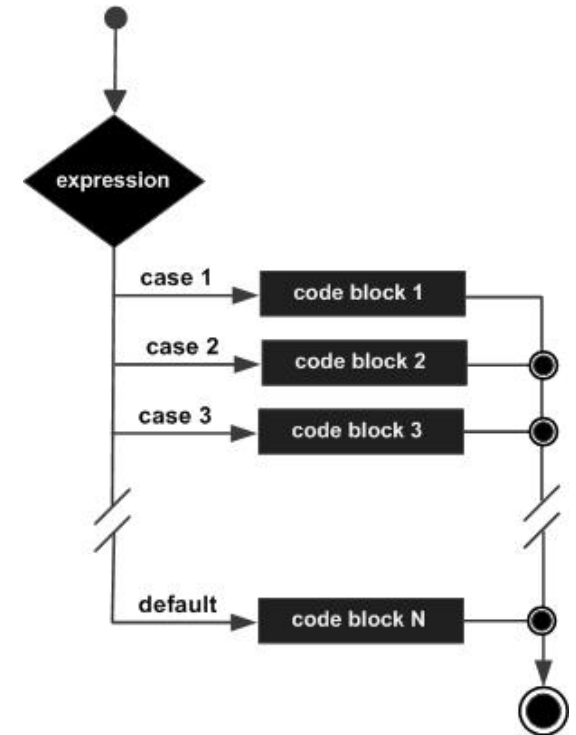 expression
case 1
code block 1
case 2
code block 2
case 3
code block 3
default
code block N